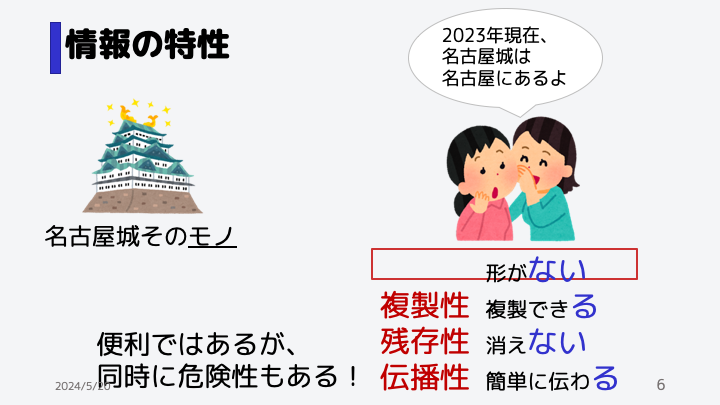 情報の特性
2023年現在、
名古屋城は
名古屋にあるよ
名古屋城そのモノ
形がない
複製性 複製できる
残存性 消えない
伝播性 簡単に伝わる
便利ではあるが、
同時に危険性もある！
2024/5/20
6